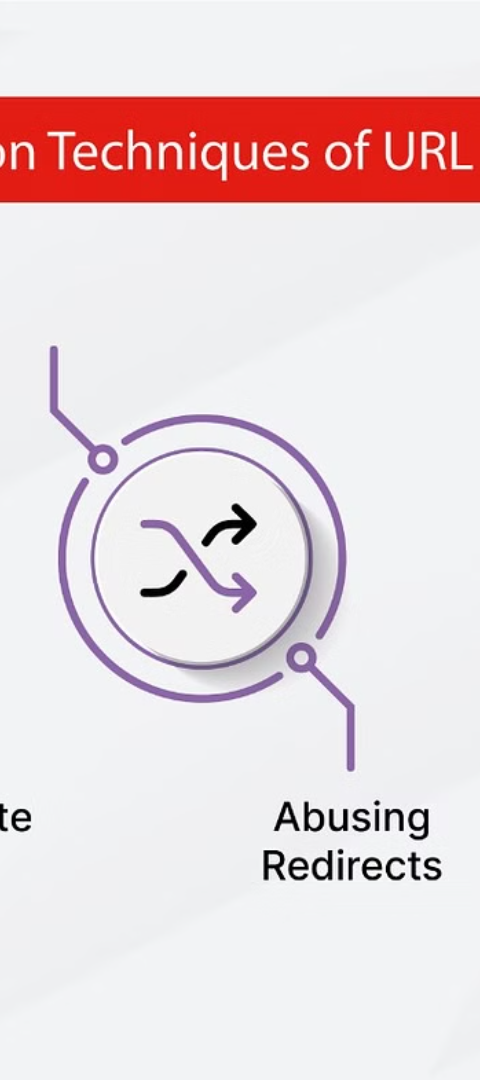 on Techniques of URL
te
Abusing
Redirects